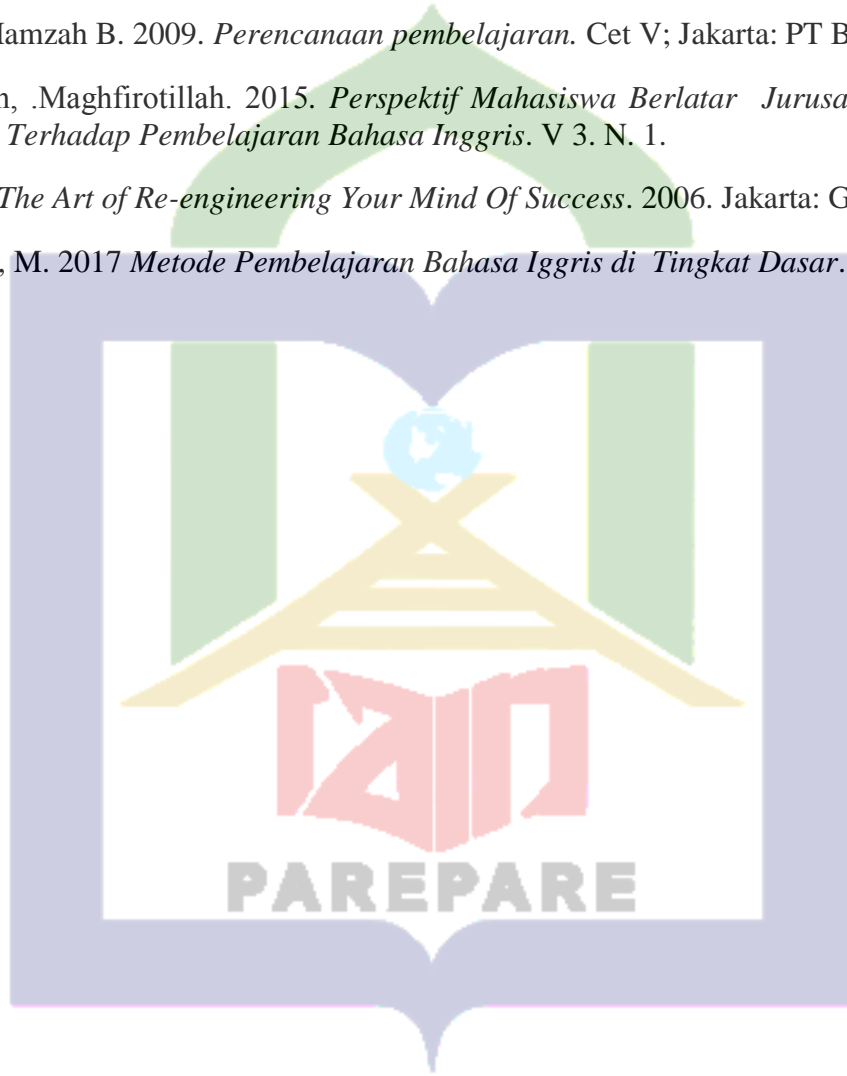 Hamzah B. 2009. Perencanaan pembelajaran. Cet V; Jakarta: PT B
h, .Maghfirotillah. 2015. Perspektif Mahasiswa Berlatar Jurusa
Terhadap Pembelajaran Bahasa Inggris. V 3. N. 1.
The Art of Re-engineering Your Mind Of Success. 2006. Jakarta: G
, M. 2017 Metode Pembelajaran Bahasa Iggris di Tingkat Dasar.
iain
PAREPARE